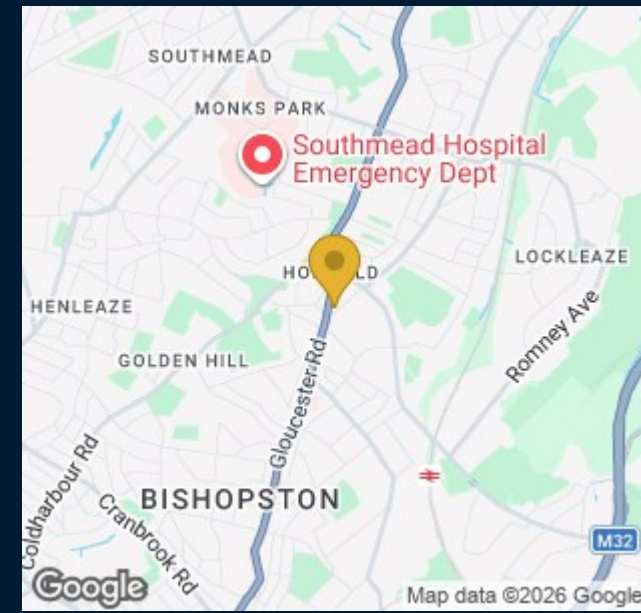 SOUTHMEAD
MONKS PARK
Southmead Hospital
Emergency Dept
LOCKLEAZE
HENLEAZE
Romney Ave
GOLDEN HILL
Gloucester Rd
Coldharbour Rd
BISHOPSTON
Cranbrook Rd
M32
Google
Map data ©2026 Google